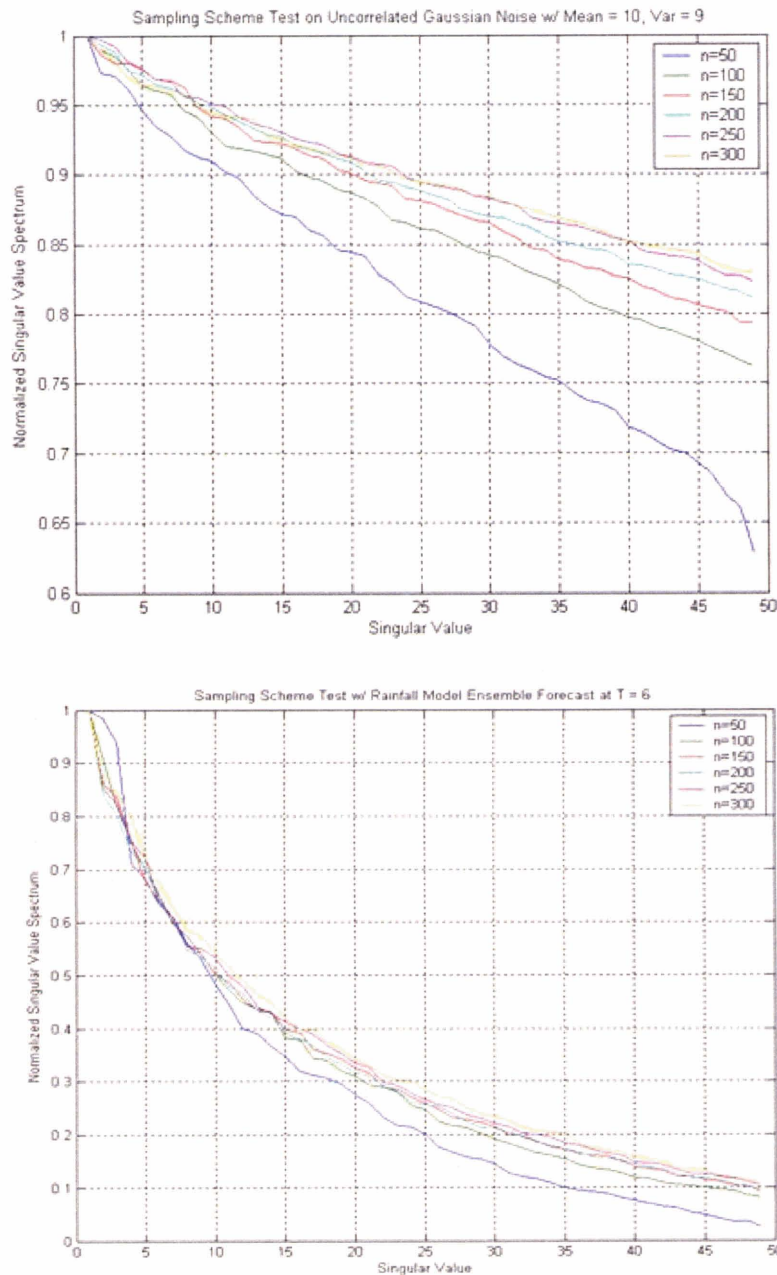 Sampling Scheme Test on Uncorrelated Gaussian Noise w/ Mean = 10, Var = 9
1
0.95
0.9
0.85
0.8
0.75
0.7
0.65
0.6
Normalized Singular Value Spectrum
n=50
n=100
n=150
n=200
n=250
n=300
0 5 10 15 20 25 30 35 40 45 50
Singular Value
Sampling Scheme Test w/ Rainfall Model Ensemble Forecast at T = 6
1
0.9
0.8
0.7
0.6
0.5
0.4
0.3
0.2
0.1
0
Normalized Singular Value Spectrum
n=50
n=100
n=150
n=200
n=250
n=300
0 5 10 15 20 25 30 35 40 45 50
Singular Value